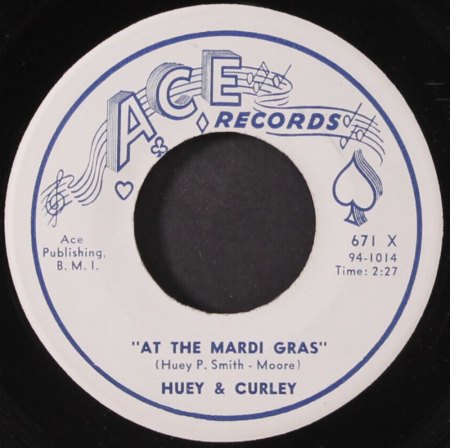 ACE
RECORDS
Ace
Publishing.
B. M. I.
671 X
94-1014
Time: 2:27
"AT THE MARDI GRAS"
(Huey P. Smith - Moore)
HUEY & CURLEY